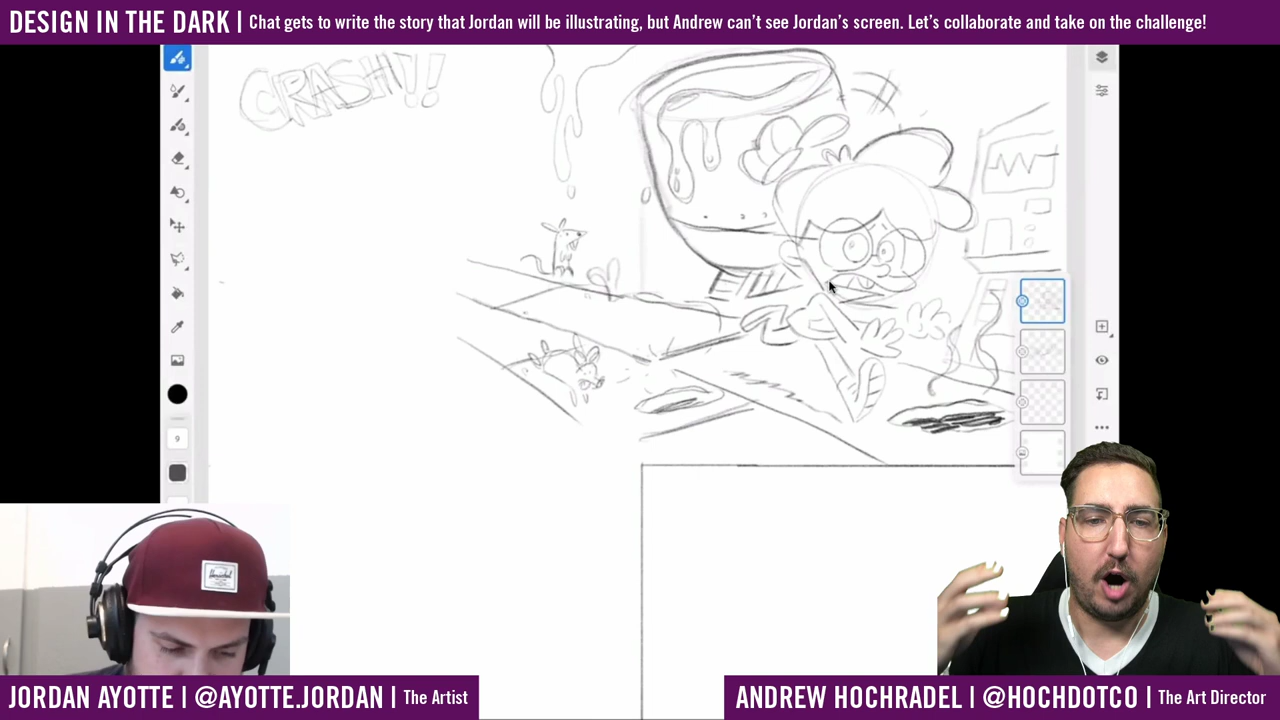 DESIGN IN THE DARK | Chat gets to write the story that Jordan will be illustrating, but Andrew can't see Jordan's screen. Let's collaborate and take on the challenge!
CRASH!!
9
Herschel
JORDAN AYOTTE | @AYOTTE.JORDAN | The Artist
ANDREW HOCHRADEL | @HOCHDOTCO | The Art Director